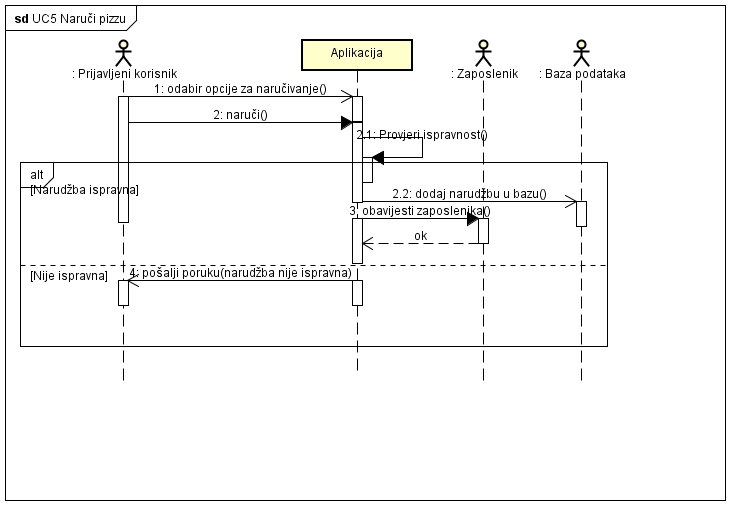 sd UC5 Naruči pizzu
: Prijavljeni korisnik
Aplikacija
: Zaposlenik
: Baza podataka
1: odabir opcije za naručivanje()
2: naruči()
2.1: Provjeri ispravnost()
alt
[Narudžba ispravna]
2.2: dodaj narudžbu u bazu()
3: obavijesti zaposlenika()
ok
[Nije ispravna]
4: pošalji poruku(narudžba nije ispravna)